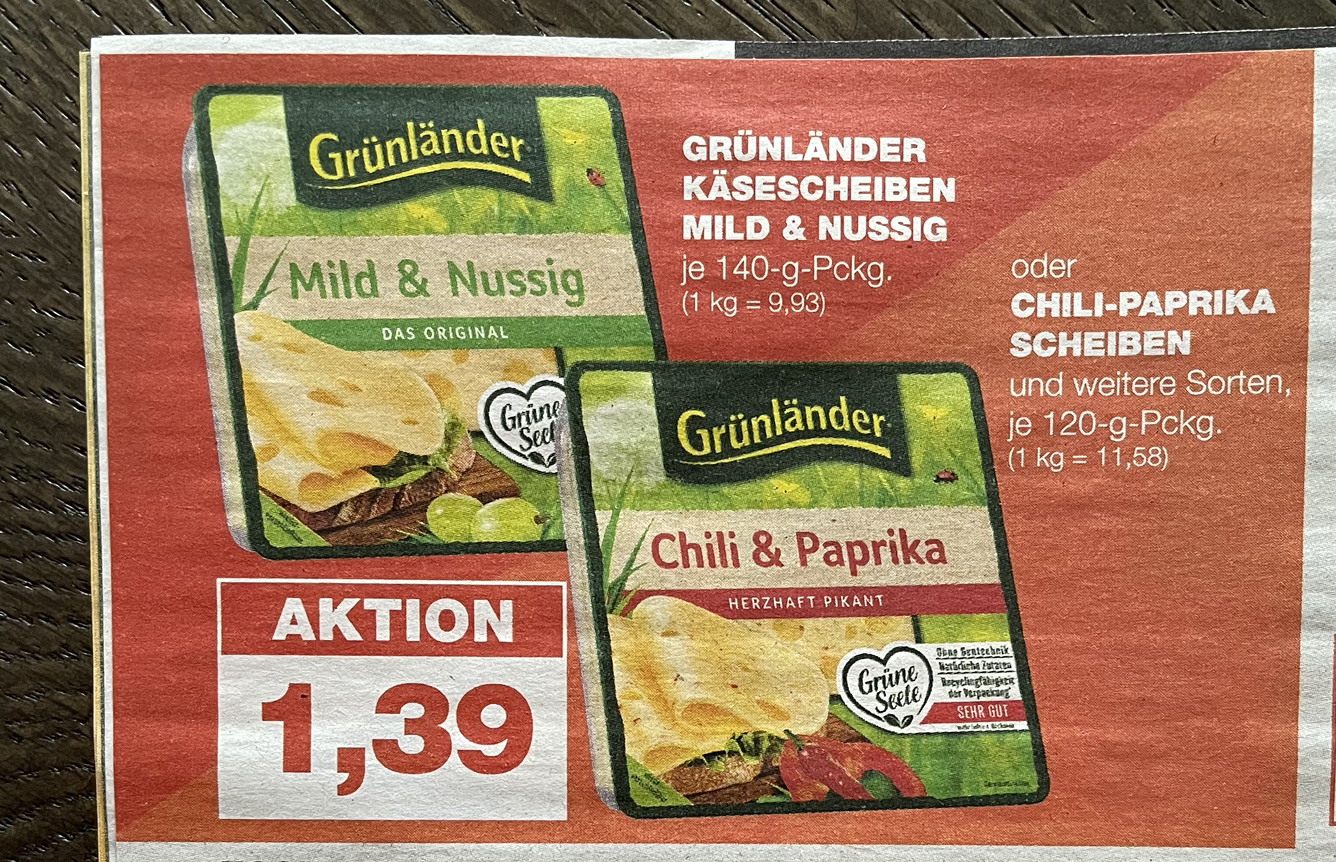 Grünländer
Mild & Nussig
DAS ORIGINAL
Grüne
GRÜNLÄNDER
KÄSESCHEIBEN
MILD & NUSSIG
je 140-g-Pckg.
(1 kg = 9,93)
oder
CHILI-PAPRIKA
SCHEIBEN
und weitere Sorten,
je 120-g-Pckg.
(1 kg = 11,58)
Grünländer
Chili & Paprika
HERZHAFT PIKANT
Grüne
Seele
Ohne Gentechnik
Natürliche Zutaten
Recyclingfähigkeit
der Verpackung
SEHR GUT
AKTION
1,39